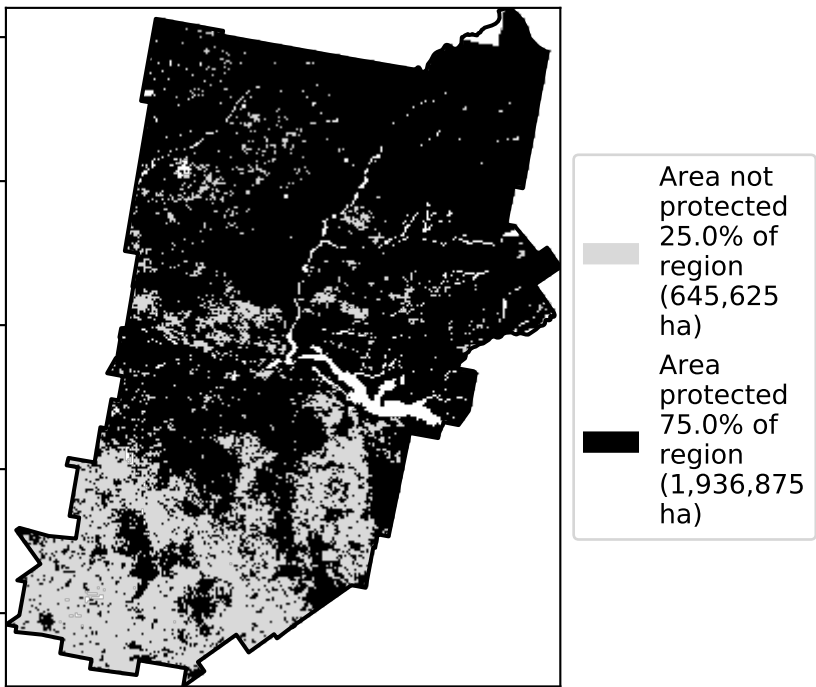 Area not
protected
25.0% of
region
(645,625
ha)
Area
protected
75.0% of
region
(1,936,875
ha)